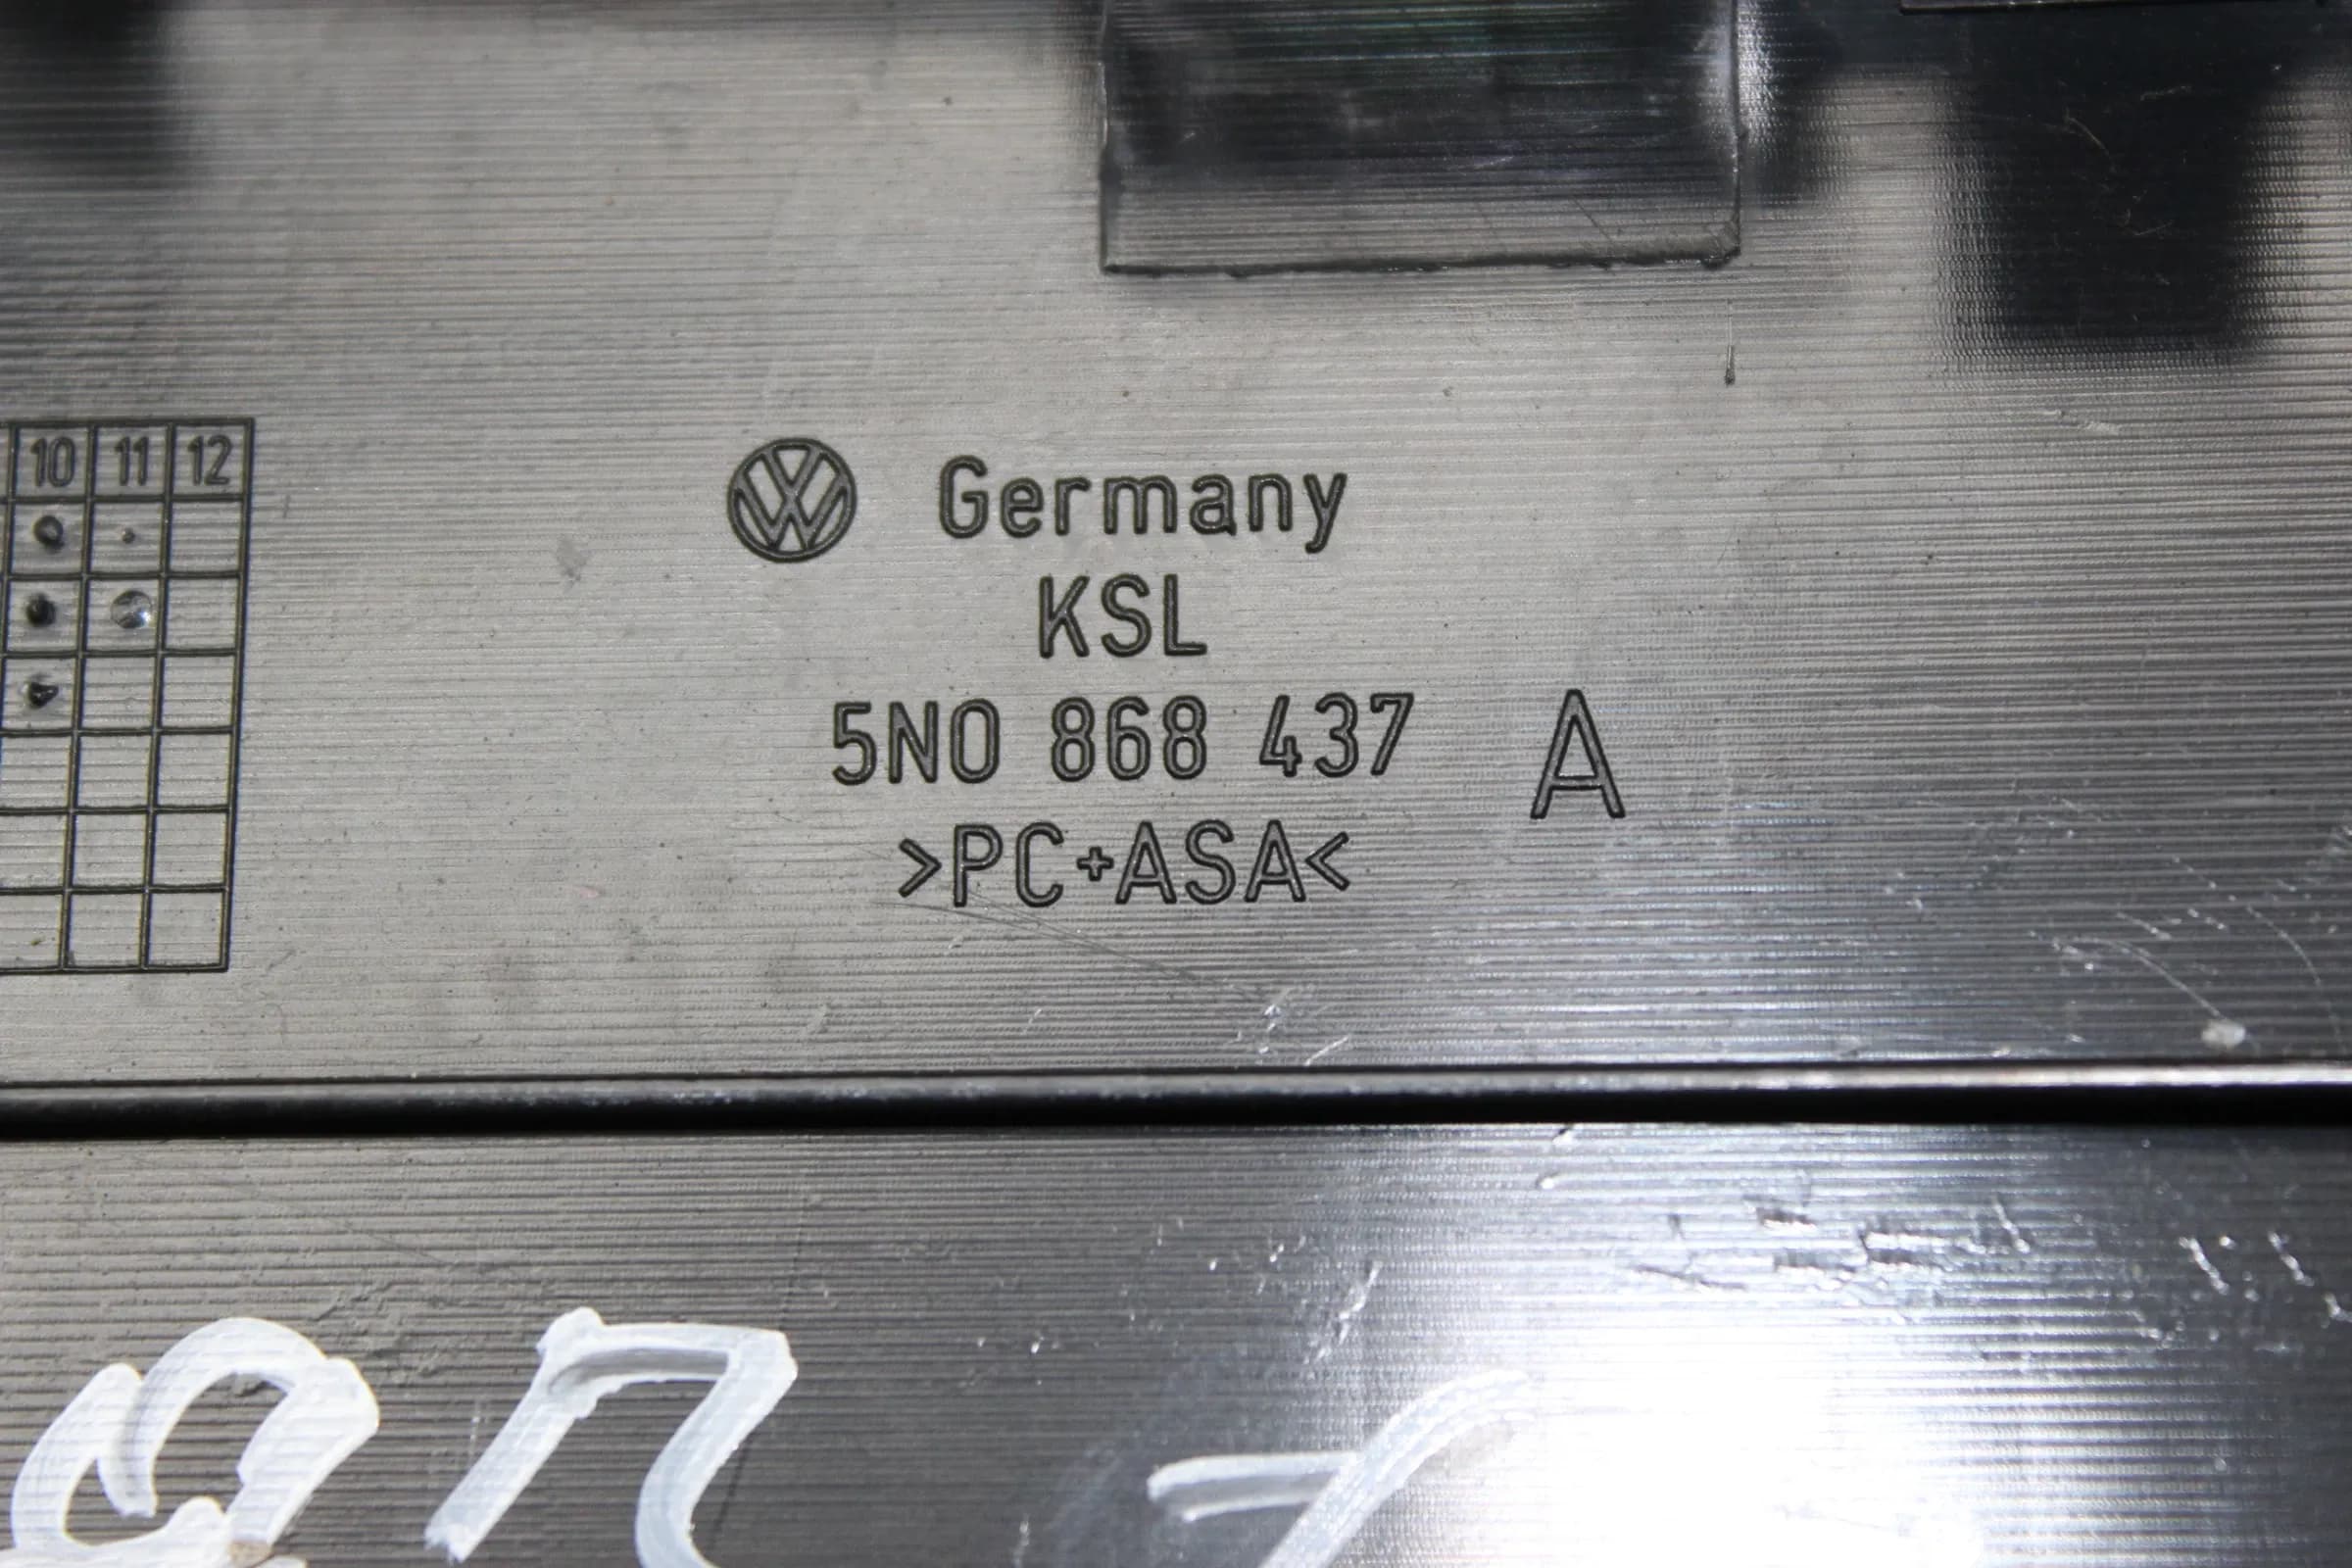 10 11 12
Germany
KSL
5N0 868 437 A
>PC+ASA<